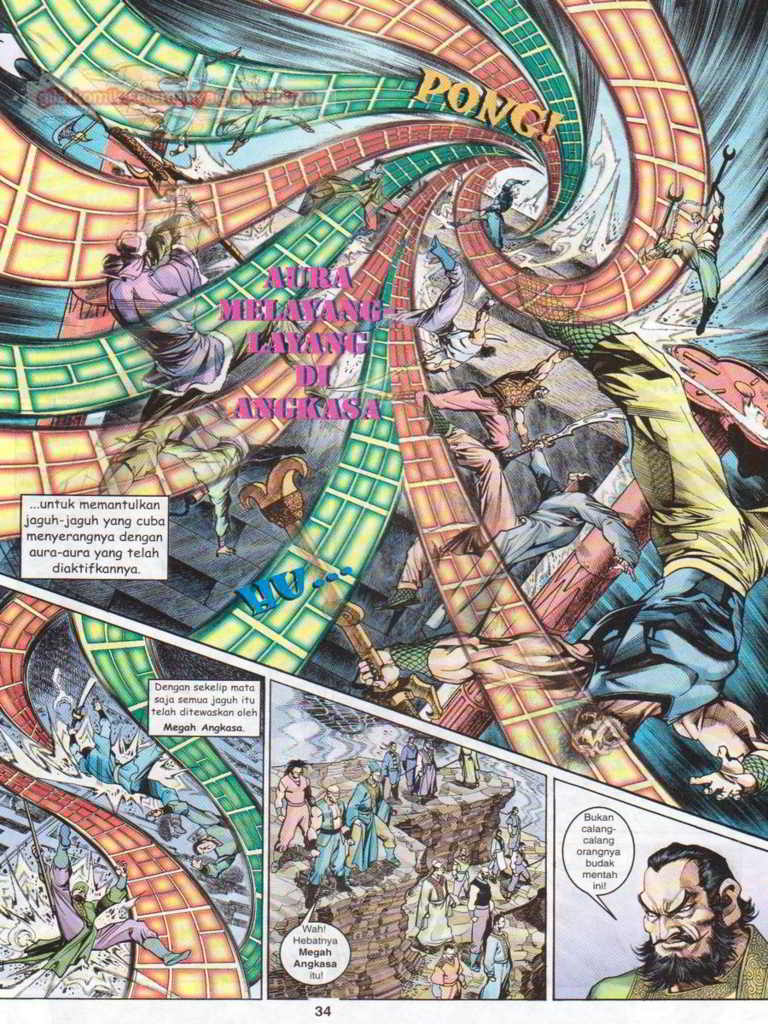 PONG!
AURA
MELAYANG-
LAYANG
DI
ANGKASA
...untuk memantulkan
jaguh-jaguh yang cuba
menyerangnya dengan
aura-aura yang telah
diaktifkannya.
HU...
Dengan sekelip mata
saja semua jaguh itu
telah ditewaskan oleh
Megah Angkasa.
Wah!
Hebatnya
Megah
Angkasa
itu!
Bukan
calang-
calang
orangnya
budak
mentah
ini!
34